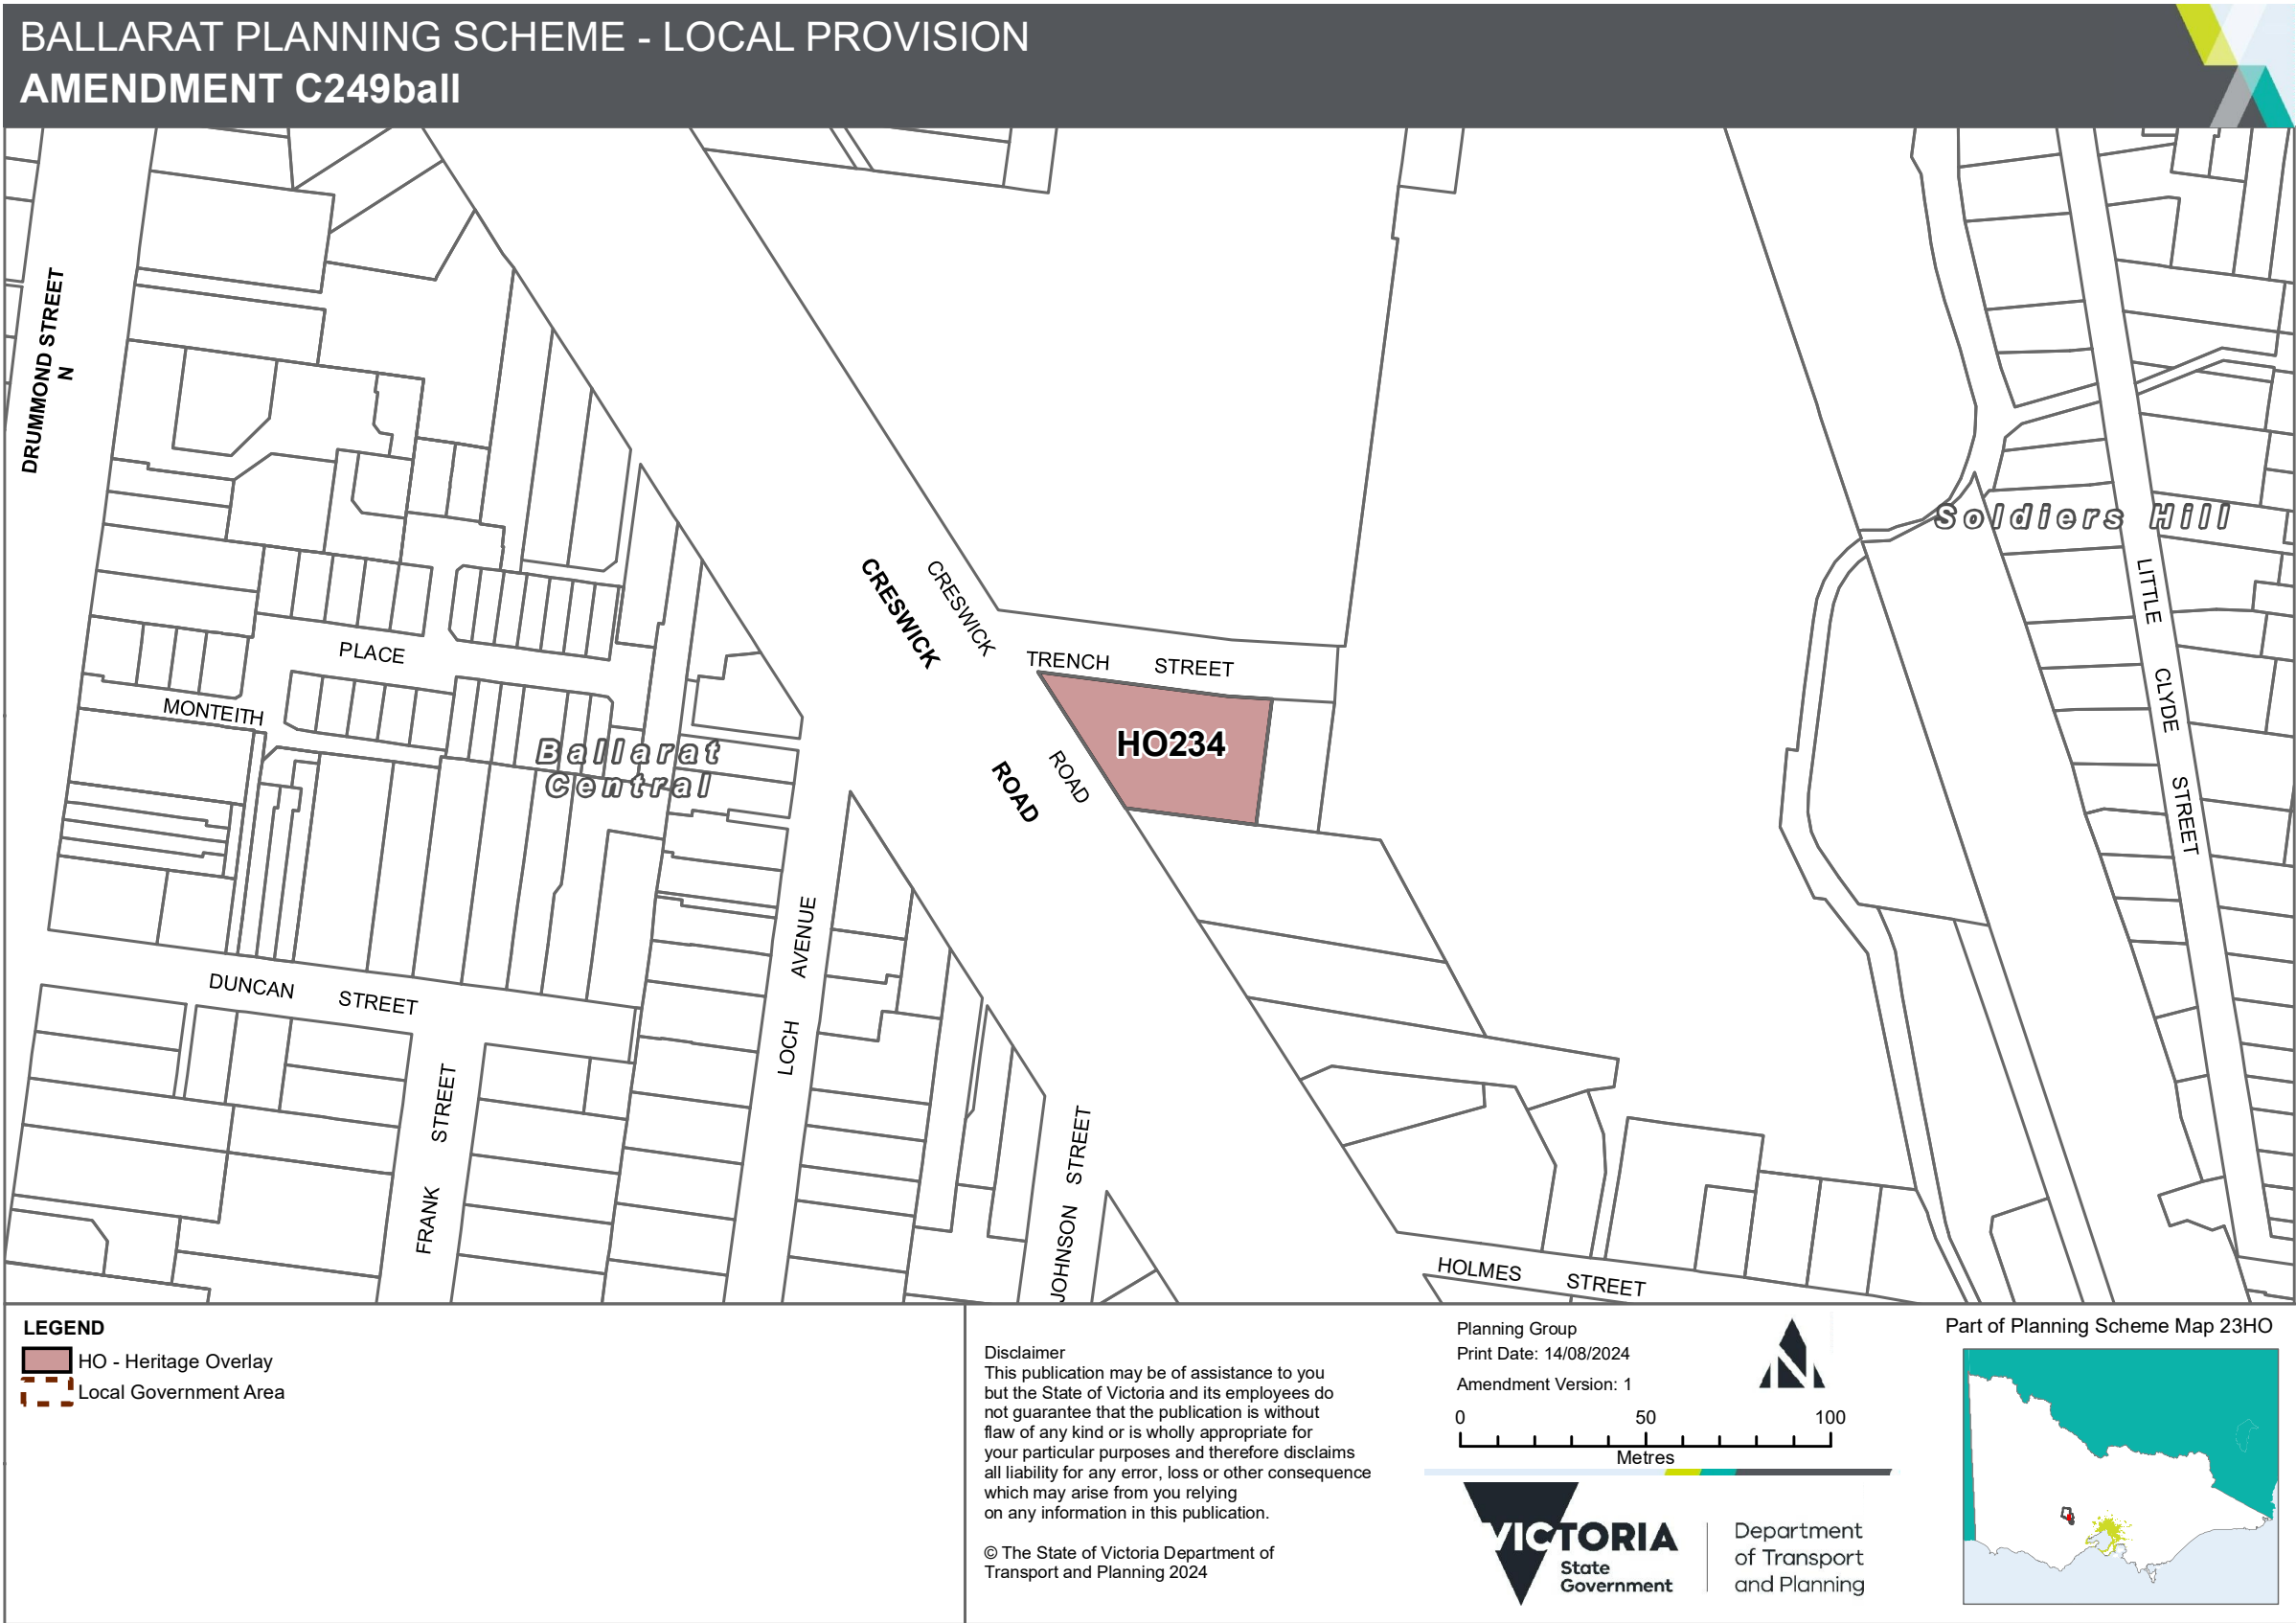 BALLARAT PLANNING SCHEME - LOCAL PROVISION
AMENDMENT C249ball
DRUMMOND STREET
N
CRESWICK
CRESWICK
TRENCH STREET
HO234
ROAD
ROAD
PLACE
MONTEITH
Ballarat
Central
Soldiers Hill
LITTLE CLYDE STREET
LOCH AVENUE
DUNCAN STREET
FRANK STREET
JOHNSON STREET
HOLMES STREET
LEGEND
HO - Heritage Overlay
Local Government Area
Disclaimer
This publication may be of assistance to you
but the State of Victoria and its employees do
not guarantee that the publication is without
flaw of any kind or is wholly appropriate for
your particular purposes and therefore disclaims
all liability for any error, loss or other consequence
which may arise from you relying
on any information in this publication.
© The State of Victoria Department of
Transport and Planning 2024
Planning Group
Print Date: 14/08/2024
Amendment Version: 1
0 50 100
Metres
VICTORIA
State
Government
Department
of Transport
and Planning
Part of Planning Scheme Map 23HO